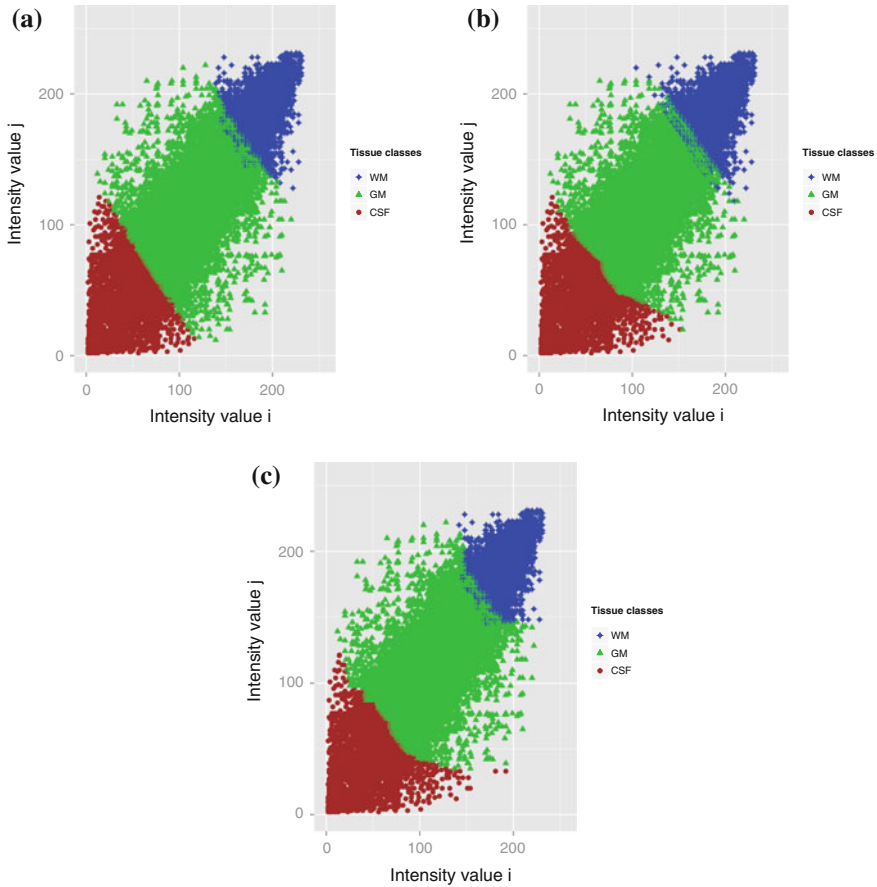 (a)
Intensity value j
200
100
0
0
100
200
Intensity value i
Tissue classes
WM
GM
CSF
(b)
Intensity value j
200
100
0
0
100
200
Intensity value i
Tissue classes
WM
GM
CSF
(c)
Intensity value j
200
100
0
0
100
200
Intensity value i
Tissue classes
WM
GM
CSF